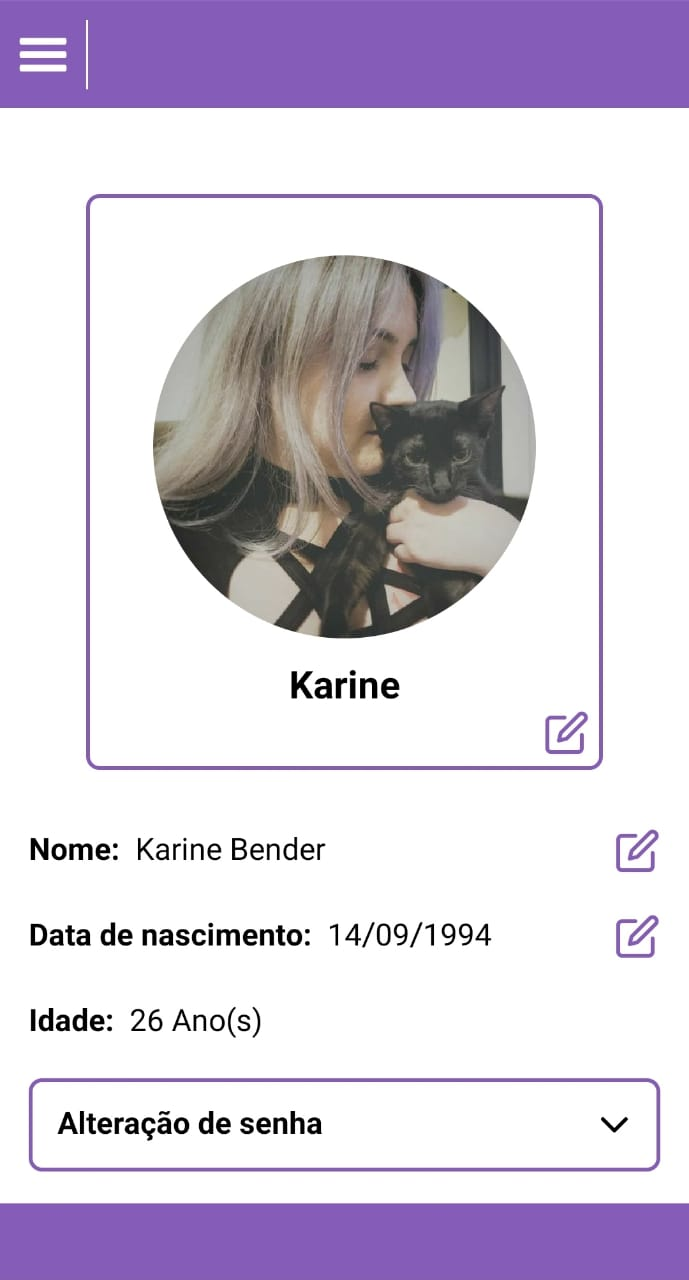 Karine
Nome: Karine Bender
Data de nascimento: 14/09/1994
Idade: 26 Ano(s)
Alteração de senha